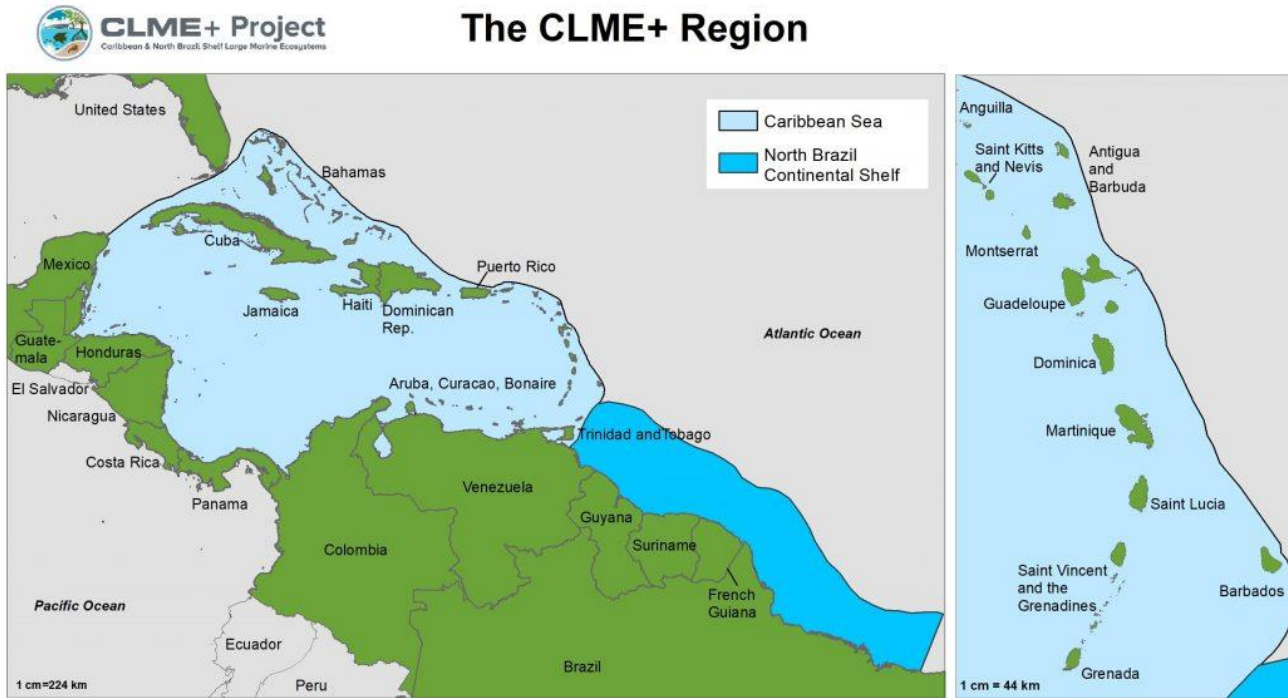 CLME+ Project
Caribbean & North Brazil Shelf Large Marine Ecosystems
The CLME+ Region
United States
Bahamas
Cuba
Mexico
Puerto Rico
Jamaica
Haiti
Dominican
Rep.
Guate-
mala
Honduras
El Salvador
Nicaragua
Costa Rica
Panama
Aruba, Curacao, Bonaire
Trinidad andTobago
Atlantic Ocean
Venezuela
Guyana
Suriname
French
Guiana
Colombia
Pacific Ocean
Ecuador
Peru
Brazil
1 cm=224 km
Caribbean Sea
North Brazil
Continental Shelf
Anguilla
Saint Kitts
and Nevis
Antigua
and
Barbuda
Montserrat
Guadeloupe
Dominica
Martinique
Saint Lucia
Saint Vincent
and the
Grenadines
Barbados
Grenada
1 cm = 44 km